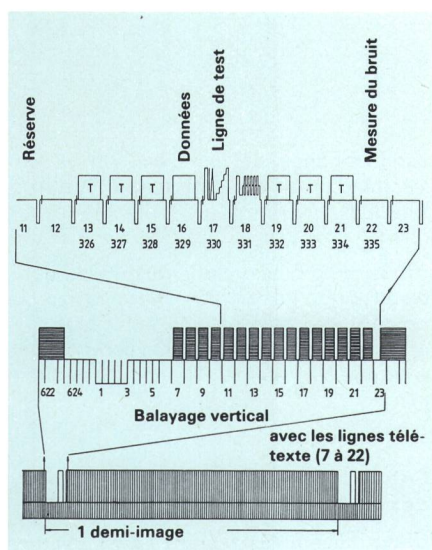 Réserve
Données
Ligne de test
Mesure du bruit
T T T T T T
11 12 13 14 15 16 17 18 19 20 21 22 23
326 327 328 329 330 331 332 333 334 335
622 624 1 3 5 7 9 11 13 15 17 19 21 23
Balayage vertical
avec les lignes télé-
texte (7 à 22)
1 demi-image